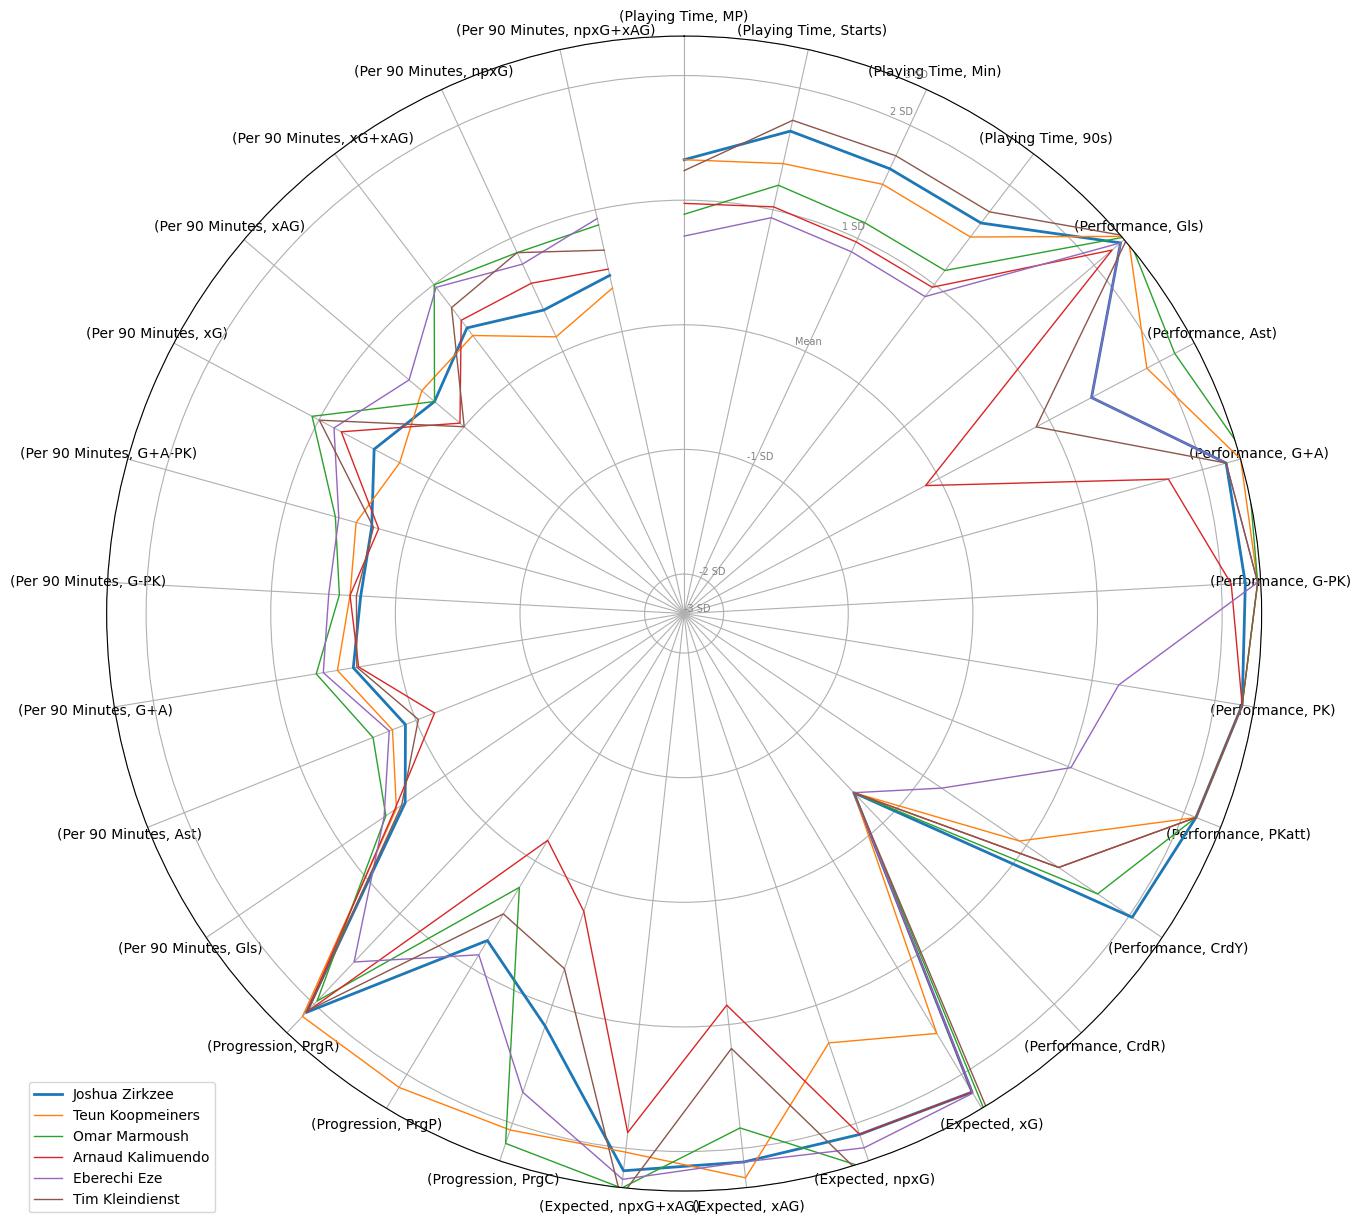 (Playing Time, MP)
(Per 90 Minutes, npxG+xAG)
(Playing Time, Starts)
(Per 90 Minutes, npxG)
(Playing Time, Min)
2 SD
(Per 90 Minutes, xG+xAG)
(Playing Time, 90s)
(Per 90 Minutes, xAG)
1 SD
(Performance, Gls)
(Per 90 Minutes, xG)
Mean
(Performance, Ast)
(Per 90 Minutes, G+A-PK)
-1 SD
(Performance, G+A)
-2 SD
(Per 90 Minutes, G-PK)
(Performance, G-PK)
-3 SD
(Per 90 Minutes, G+A)
(Performance, PK)
(Per 90 Minutes, Ast)
(Performance, PKatt)
(Per 90 Minutes, Gls)
(Performance, CrdY)
(Progression, PrgR)
(Performance, CrdR)
(Progression, PrgP)
(Expected, xG)
(Progression, PrgC)
(Expected, npxG)
(Expected, npxG+xAG)
(Expected, xAG)
Joshua Zirkzee
Teun Koopmeiners
Omar Marmoush
Arnaud Kalimuendo
Eberechi Eze
Tim Kleindienst